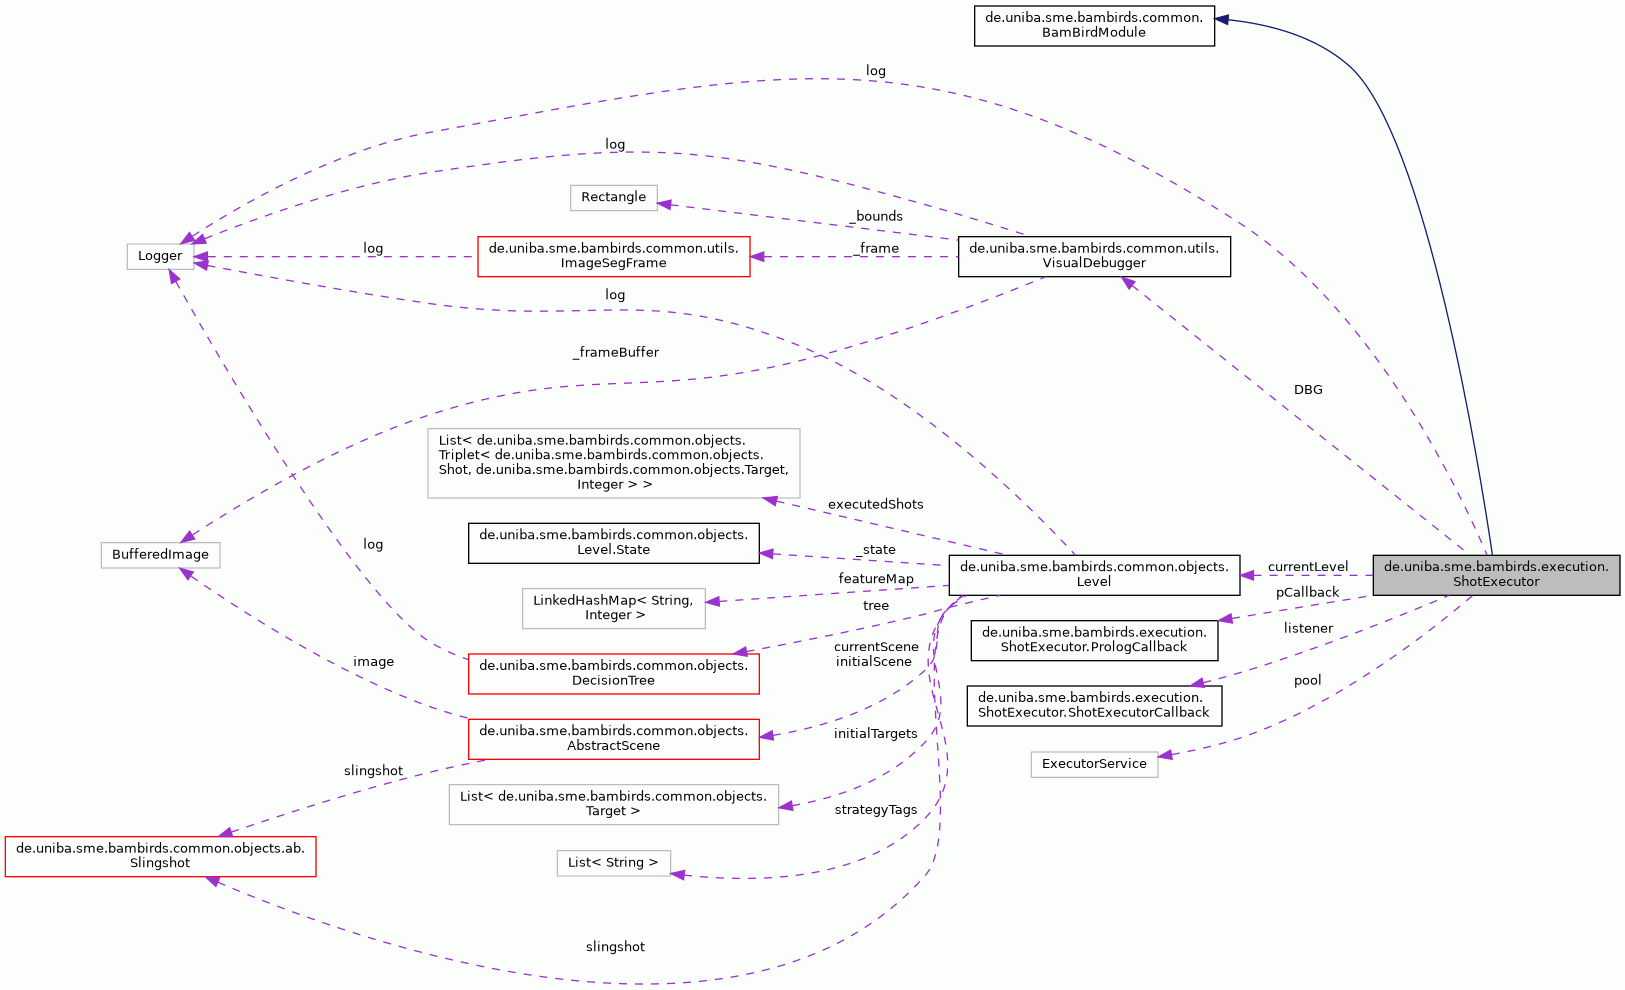 de.uniba.sme.bambirds.common.
BamBirdModule
log
log
Rectangle
_bounds
de.uniba.sme.bambirds.common.utils.
ImageSegFrame
_frame
de.uniba.sme.bambirds.common.utils.
VisualDebugger
Logger
log
log
_frameBuffer
DBG
List< de.uniba.sme.bambirds.common.objects.
Triplet< de.uniba.sme.bambirds.common.objects.
Shot, de.uniba.sme.bambirds.common.objects.Target,
Integer > >
executedShots
BufferedImage
log
de.uniba.sme.bambirds.common.objects.
Level.State
_state
de.uniba.sme.bambirds.common.objects.
Level
currentLevel
de.uniba.sme.bambirds.execution.
ShotExecutor
featureMap
LinkedHashMap< String,
Integer >
tree
pCallback
de.uniba.sme.bambirds.execution.
ShotExecutor.PrologCallback
listener
de.uniba.sme.bambirds.common.objects.
DecisionTree
currentScene
initialScene
image
de.uniba.sme.bambirds.execution.
ShotExecutor.ShotExecutorCallback
pool
de.uniba.sme.bambirds.common.objects.
AbstractScene
initialTargets
ExecutorService
slingshot
List< de.uniba.sme.bambirds.common.objects.
Target >
strategyTags
de.uniba.sme.bambirds.common.objects.ab.
Slingshot
List< String >
slingshot